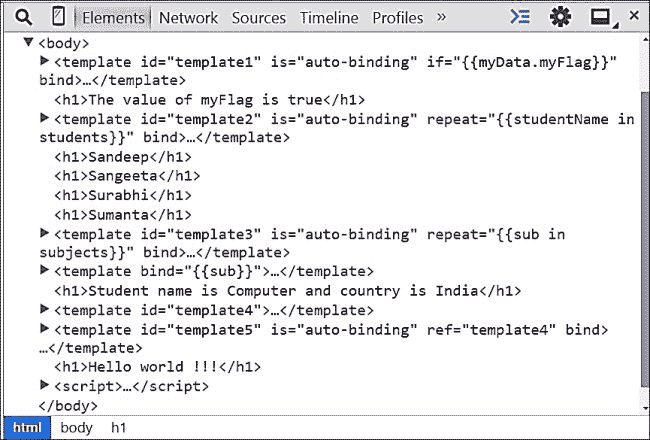 Elements Network Sources Timeline Profiles »
▼<body>
▶<template id="template1" is="auto-binding" if="{{myData.myFlag}}"
bind>…</template>
<h1>The value of myFlag is true</h1>
▶<template id="template2" is="auto-binding" repeat="{{studentName in
students}}" bind>…</template>
<h1>Sandeep</h1>
<h1>Sangeeta</h1>
<h1>Surabhi</h1>
<h1>Sumanta</h1>
▶<template id="template3" is="auto-binding" repeat="{{sub in
subjects}}" bind>…</template>
▶<template bind="{{sub}}">…</template>
<h1>Student name is Computer and country is India</h1>
▶<template id="template4">…</template>
▶<template id="template5" is="auto-binding" ref="template4" bind>
…</template>
<h1>Hello world !!!</h1>
▶<script>…</script>
</body>
html body h1